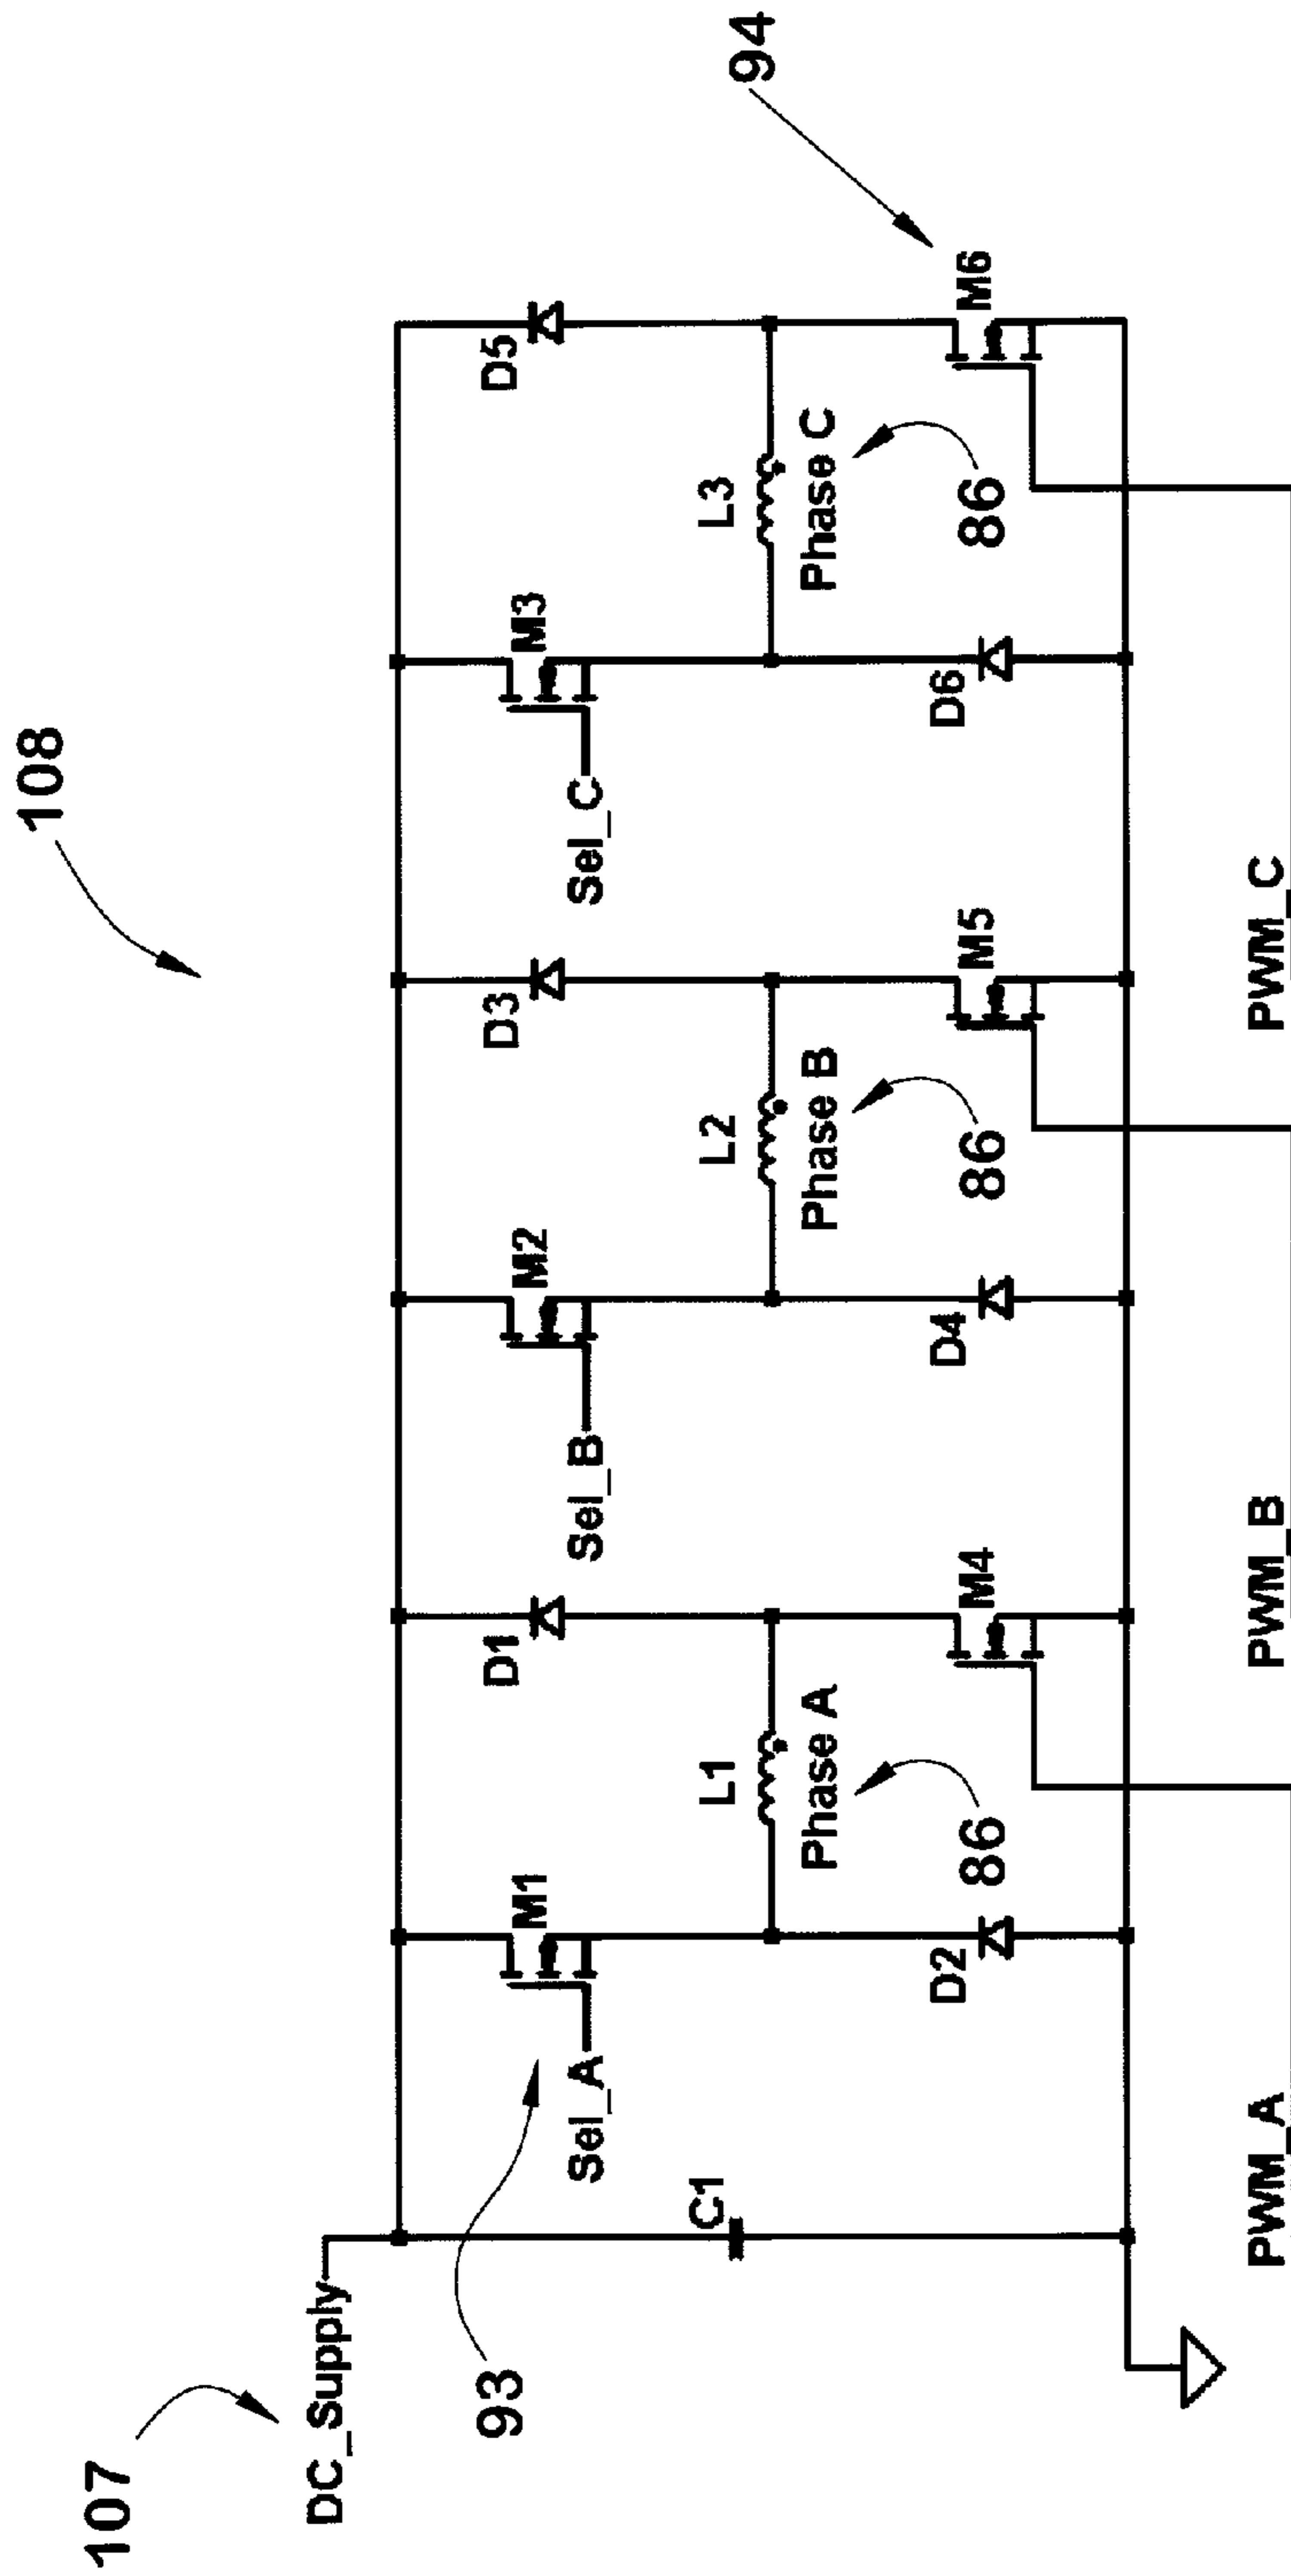 108
107
DC_Supply
94
D1
D3
D5
M1
M2
M3
Sel_A
Sel_B
Sel_C
93
C1
L1
L2
L3
Phase A
Phase B
Phase C
86
86
86
D2
M4
D4
M5
D6
M6
PWM_A
PWM_B
PWM_C